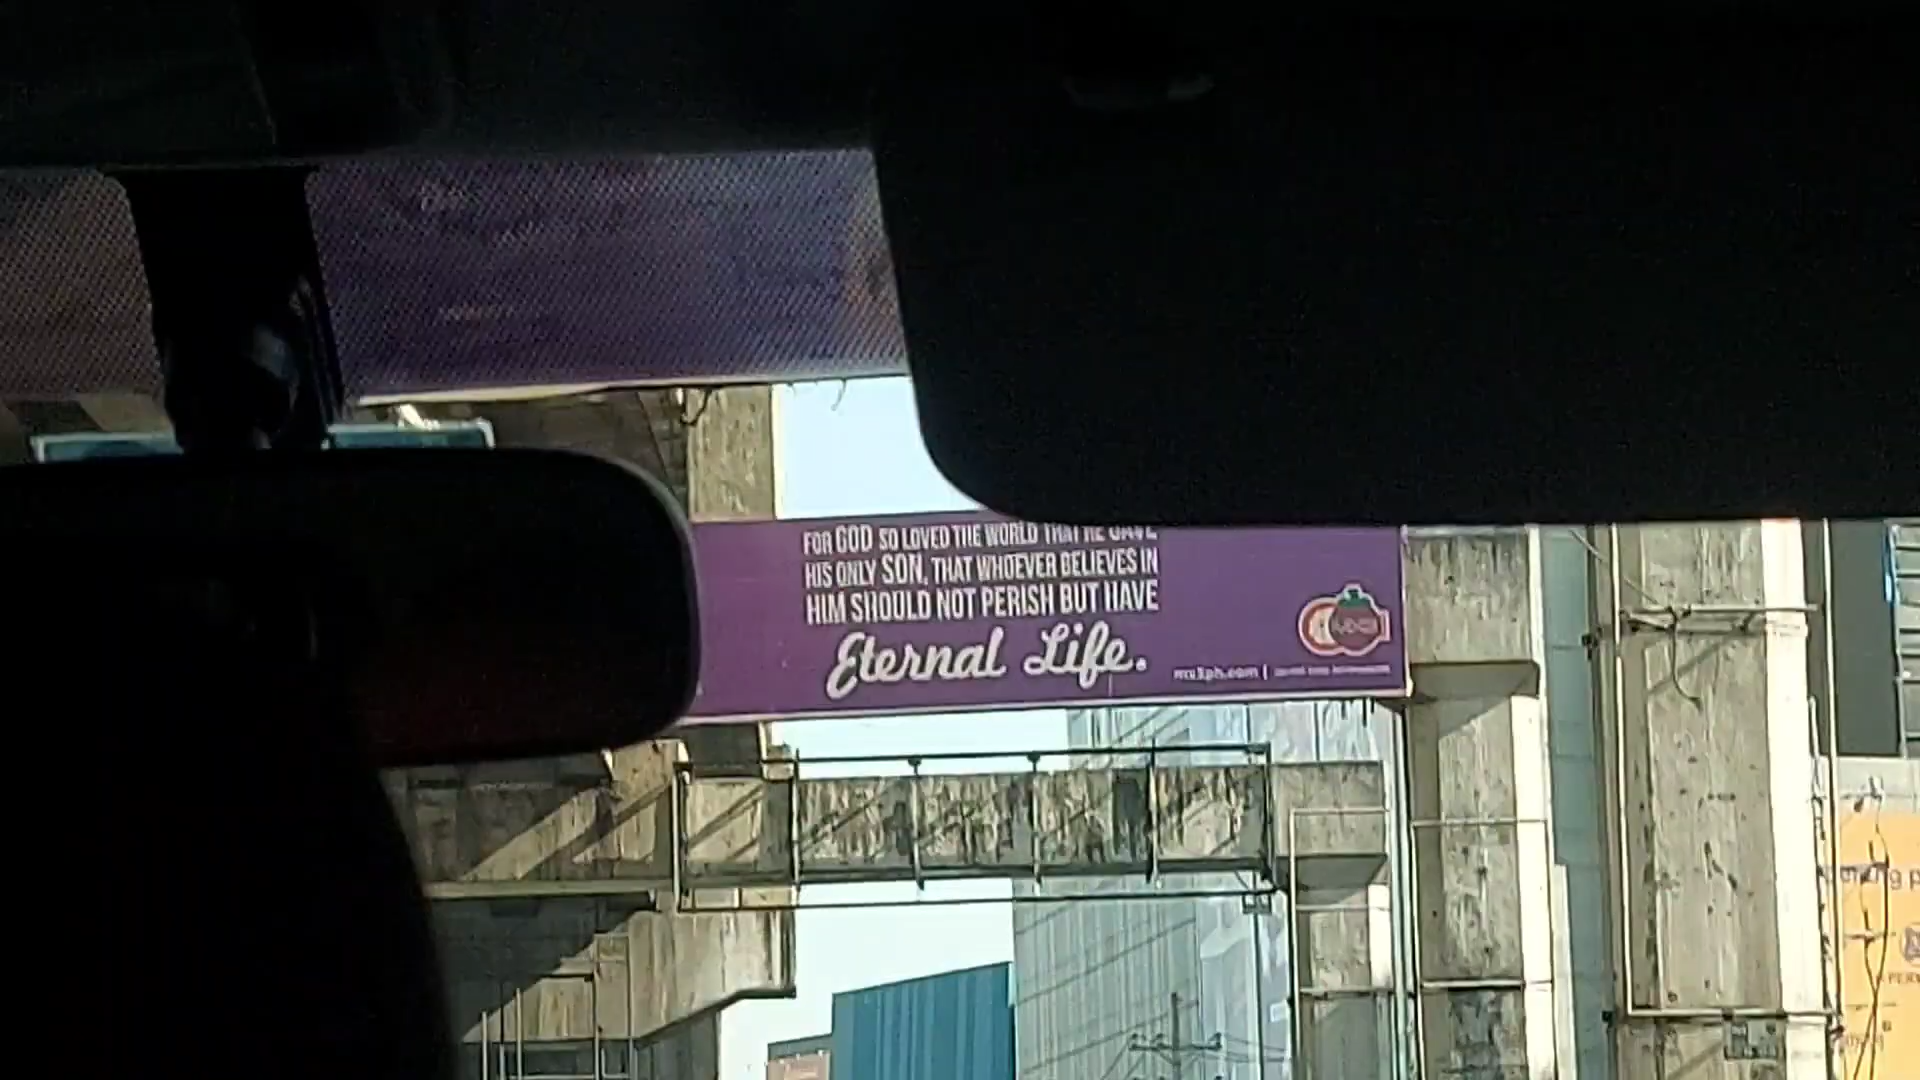 FOR GOD SO LOVED THE WORLD THAT HE GAVE
HIS ONLY SON, THAT WHOEVER BELIEVES IN
HIM SHOULD NOT PERISH BUT HAVE
Eternal Life.